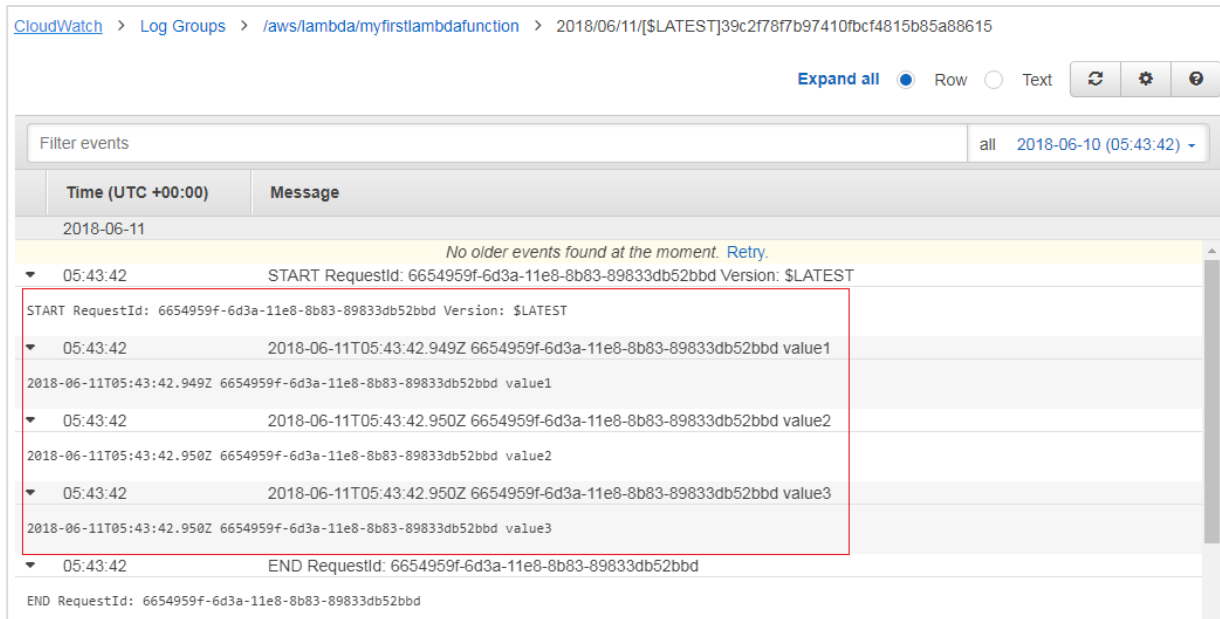 CloudWatch > Log Groups > /aws/lambda/myfirstlambdafunction > 2018/06/11/[$LATEST]39c2f78f7b97410fbcf4815b85a88615
Expand all Row Text
Filter events all 2018-06-10 (05:43:42)
Time (UTC +00:00) Message
2018-06-11
No older events found at the moment. Retry.
05:43:42 START RequestId: 6654959f-6d3a-11e8-8b83-89833db52bbd Version: $LATEST
START RequestId: 6654959f-6d3a-11e8-8b83-89833db52bbd Version: $LATEST
05:43:42 2018-06-11T05:43:42.949Z 6654959f-6d3a-11e8-8b83-89833db52bbd value1
2018-06-11T05:43:42.949Z 6654959f-6d3a-11e8-8b83-89833db52bbd value1
05:43:42 2018-06-11T05:43:42.950Z 6654959f-6d3a-11e8-8b83-89833db52bbd value2
2018-06-11T05:43:42.950Z 6654959f-6d3a-11e8-8b83-89833db52bbd value2
05:43:42 2018-06-11T05:43:42.950Z 6654959f-6d3a-11e8-8b83-89833db52bbd value3
2018-06-11T05:43:42.950Z 6654959f-6d3a-11e8-8b83-89833db52bbd value3
05:43:42 END RequestId: 6654959f-6d3a-11e8-8b83-89833db52bbd
END RequestId: 6654959f-6d3a-11e8-8b83-89833db52bbd